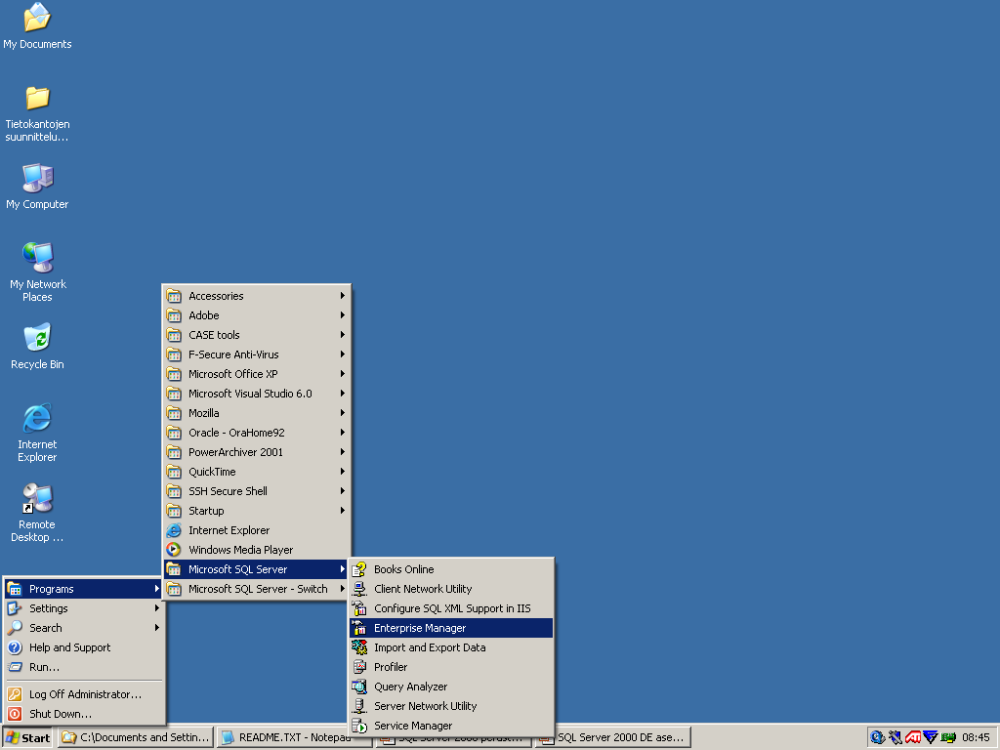 My Documents
Tietokantojen
suunnittelu...
My Computer
My Network
Places
Recycle Bin
Internet
Explorer
Remote
Desktop ...
Accessories
Adobe
CASE tools
F-Secure Anti-Virus
Microsoft Office XP
Microsoft Visual Studio 6.0
Mozilla
Oracle - OraHome92
PowerArchiver 2001
QuickTime
SSH Secure Shell
Startup
Internet Explorer
Windows Media Player
Microsoft SQL Server
Microsoft SQL Server - Switch
Programs
Settings
Search
Help and Support
Run...
Log Off Administrator...
Shut Down...
Books Online
Client Network Utility
Configure SQL XML Support in IIS
Enterprise Manager
Import and Export Data
Profiler
Query Analyzer
Server Network Utility
Service Manager
Start
C:\Documents and Settin...
README.TXT - Notepad
SQL Server 2000 DE ase...
08:45